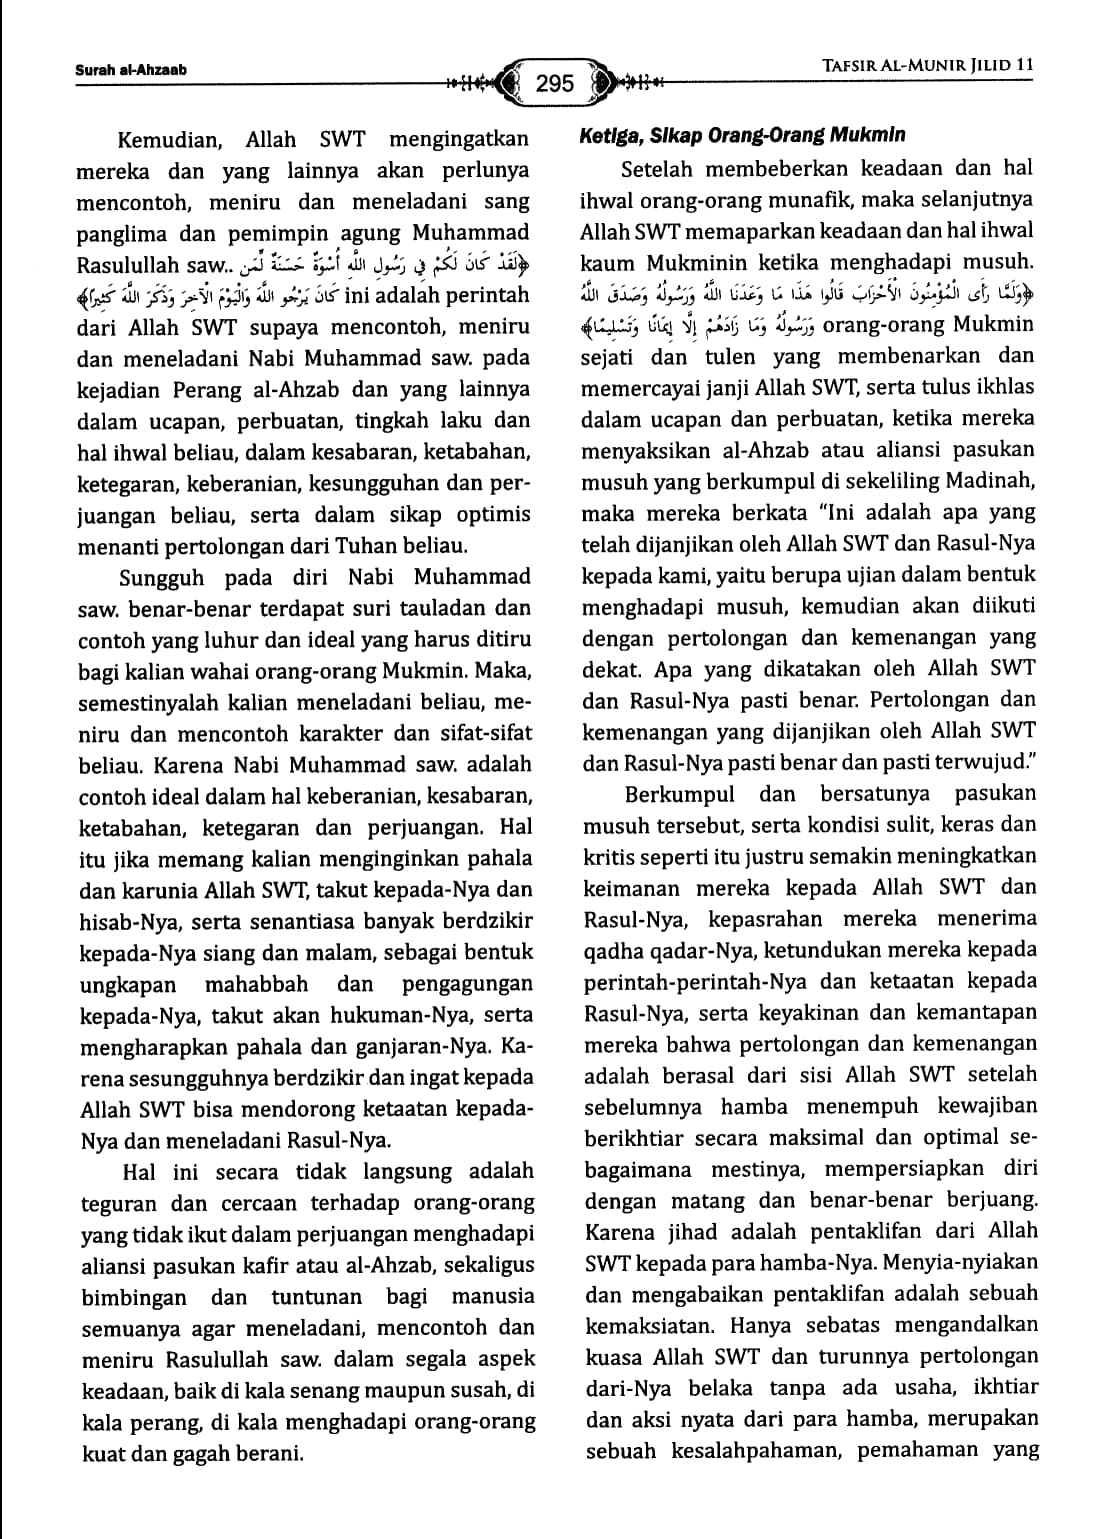 Surah al-Ahzaab
295
TAFSIR AL-MUNIR JILID 11
Kemudian, Allah SWT mengingatkan
mereka dan yang lainnya akan perlunya
mencontoh, meniru dan meneladani sang
panglima dan pemimpin agung Muhammad
Rasulullah saw.. ﴿لَقَدْ كَانَ لَكُمْ فِي رَسُولِ اللَّهِ أُسْوَةٌ حَسَنَةٌ لِّمَن
كَانَ يَرْجُو اللَّهَ وَالْيَوْمَ الْآخِرَ وَذَكَرَ اللَّهَ كَثِيرًا﴾ ini adalah perintah
dari Allah SWT supaya mencontoh, meniru
dan meneladani Nabi Muhammad saw. pada
kejadian Perang al-Ahzab dan yang lainnya
dalam ucapan, perbuatan, tingkah laku dan
hal ihwal beliau, dalam kesabaran, ketabahan,
ketegaran, keberanian, kesungguhan dan per-
juangan beliau, serta dalam sikap optimis
menanti pertolongan dari Tuhan beliau.
Sungguh pada diri Nabi Muhammad
saw. benar-benar terdapat suri tauladan dan
contoh yang luhur dan ideal yang harus ditiru
bagi kalian wahai orang-orang Mukmin. Maka,
semestinyalah kalian meneladani beliau, me-
niru dan mencontoh karakter dan sifat-sifat
beliau. Karena Nabi Muhammad saw. adalah
contoh ideal dalam hal keberanian, kesabaran,
ketabahan, ketegaran dan perjuangan. Hal
itu jika memang kalian menginginkan pahala
dan karunia Allah SWT, takut kepada-Nya dan
hisab-Nya, serta senantiasa banyak berdzikir
kepada-Nya siang dan malam, sebagai bentuk
ungkapan mahabbah dan pengagungan
kepada-Nya, takut akan hukuman-Nya, serta
mengharapkan pahala dan ganjaran-Nya. Ka-
rena sesungguhnya berdzikir dan ingat kepada
Allah SWT bisa mendorong ketaatan kepada-
Nya dan meneladani Rasul-Nya.
Hal ini secara tidak langsung adalah
teguran dan cercaan terhadap orang-orang
yang tidak ikut dalam perjuangan menghadapi
aliansi pasukan kafir atau al-Ahzab, sekaligus
bimbingan dan tuntunan bagi manusia
semuanya agar meneladani, mencontoh dan
meniru Rasulullah saw. dalam segala aspek
keadaan, baik di kala senang maupun susah, di
kala perang, di kala menghadapi orang-orang
kuat dan gagah berani.
Ketiga, Sikap Orang-Orang Mukmin
Setelah membeberkan keadaan dan hal
ihwal orang-orang munafik, maka selanjutnya
Allah SWT memaparkan keadaan dan hal ihwal
kaum Mukminin ketika menghadapi musuh.
﴿وَلَمَّا رَأَى الْمُؤْمِنُونَ الْأَحْزَابَ قَالُوا هَٰذَا مَا وَعَدَنَا اللَّهُ وَرَسُولُهُ وَصَدَقَ اللَّهُ
وَرَسُولُهُ وَمَا زَادَهُمْ إِلَّا إِيمَانًا وَتَسْلِيمًا﴾ orang-orang Mukmin
sejati dan tulen yang membenarkan dan
memercayai janji Allah SWT, serta tulus ikhlas
dalam ucapan dan perbuatan, ketika mereka
menyaksikan al-Ahzab atau aliansi pasukan
musuh yang berkumpul di sekeliling Madinah,
maka mereka berkata “Ini adalah apa yang
telah dijanjikan oleh Allah SWT dan Rasul-Nya
kepada kami, yaitu berupa ujian dalam bentuk
menghadapi musuh, kemudian akan diikuti
dengan pertolongan dan kemenangan yang
dekat. Apa yang dikatakan oleh Allah SWT
dan Rasul-Nya pasti benar. Pertolongan dan
kemenangan yang dijanjikan oleh Allah SWT
dan Rasul-Nya pasti benar dan pasti terwujud.”
Berkumpul dan bersatunya pasukan
musuh tersebut, serta kondisi sulit, keras dan
kritis seperti itu justru semakin meningkatkan
keimanan mereka kepada Allah SWT dan
Rasul-Nya, kepasrahan mereka menerima
qadha qadar-Nya, ketundukan mereka kepada
perintah-perintah-Nya dan ketaatan kepada
Rasul-Nya, serta keyakinan dan kemantapan
mereka bahwa pertolongan dan kemenangan
adalah berasal dari sisi Allah SWT setelah
sebelumnya hamba menempuh kewajiban
berikhtiar secara maksimal dan optimal se-
bagaimana mestinya, mempersiapkan diri
dengan matang dan benar-benar berjuang.
Karena jihad adalah pentaklifan dari Allah
SWT kepada para hamba-Nya. Menyia-nyiakan
dan mengabaikan pentaklifan adalah sebuah
kemaksiatan. Hanya sebatas mengandalkan
kuasa Allah SWT dan turunnya pertolongan
dari-Nya belaka tanpa ada usaha, ikhtiar
dan aksi nyata dari para hamba, merupakan
sebuah kesalahpahaman, pemahaman yang